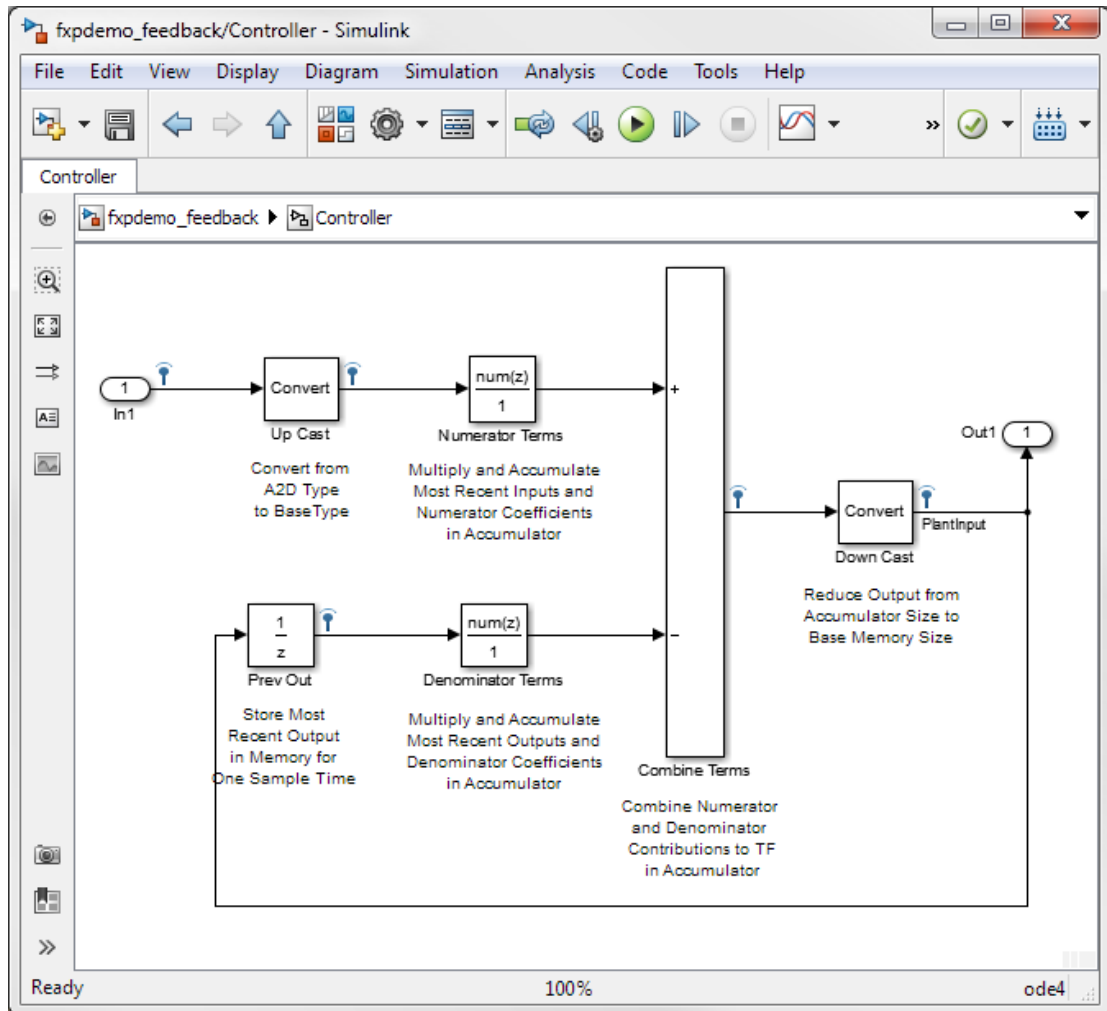 fxpdemo_feedback/Controller - Simulink
File Edit View Display Diagram Simulation Analysis Code Tools Help
»
Controller
fxpdemo_feedback Controller
1
In1
Convert
Up Cast
Convert from
A2D Type
to BaseType
num(z)
1
Numerator Terms
Multiply and Accumulate
Most Recent Inputs and
Numerator Coefficients
in Accumulator
+
−
Combine Terms
Combine Numerator
and Denominator
Contributions to TF
in Accumulator
Out1 1
Convert
PlantInput
Down Cast
Reduce Output from
Accumulator Size to
Base Memory Size
1
z
Prev Out
Store Most
Recent Output
in Memory for
One Sample Time
num(z)
1
Denominator Terms
Multiply and Accumulate
Most Recent Outputs and
Denominator Coefficients
in Accumulator
A
»
Ready 100% ode4